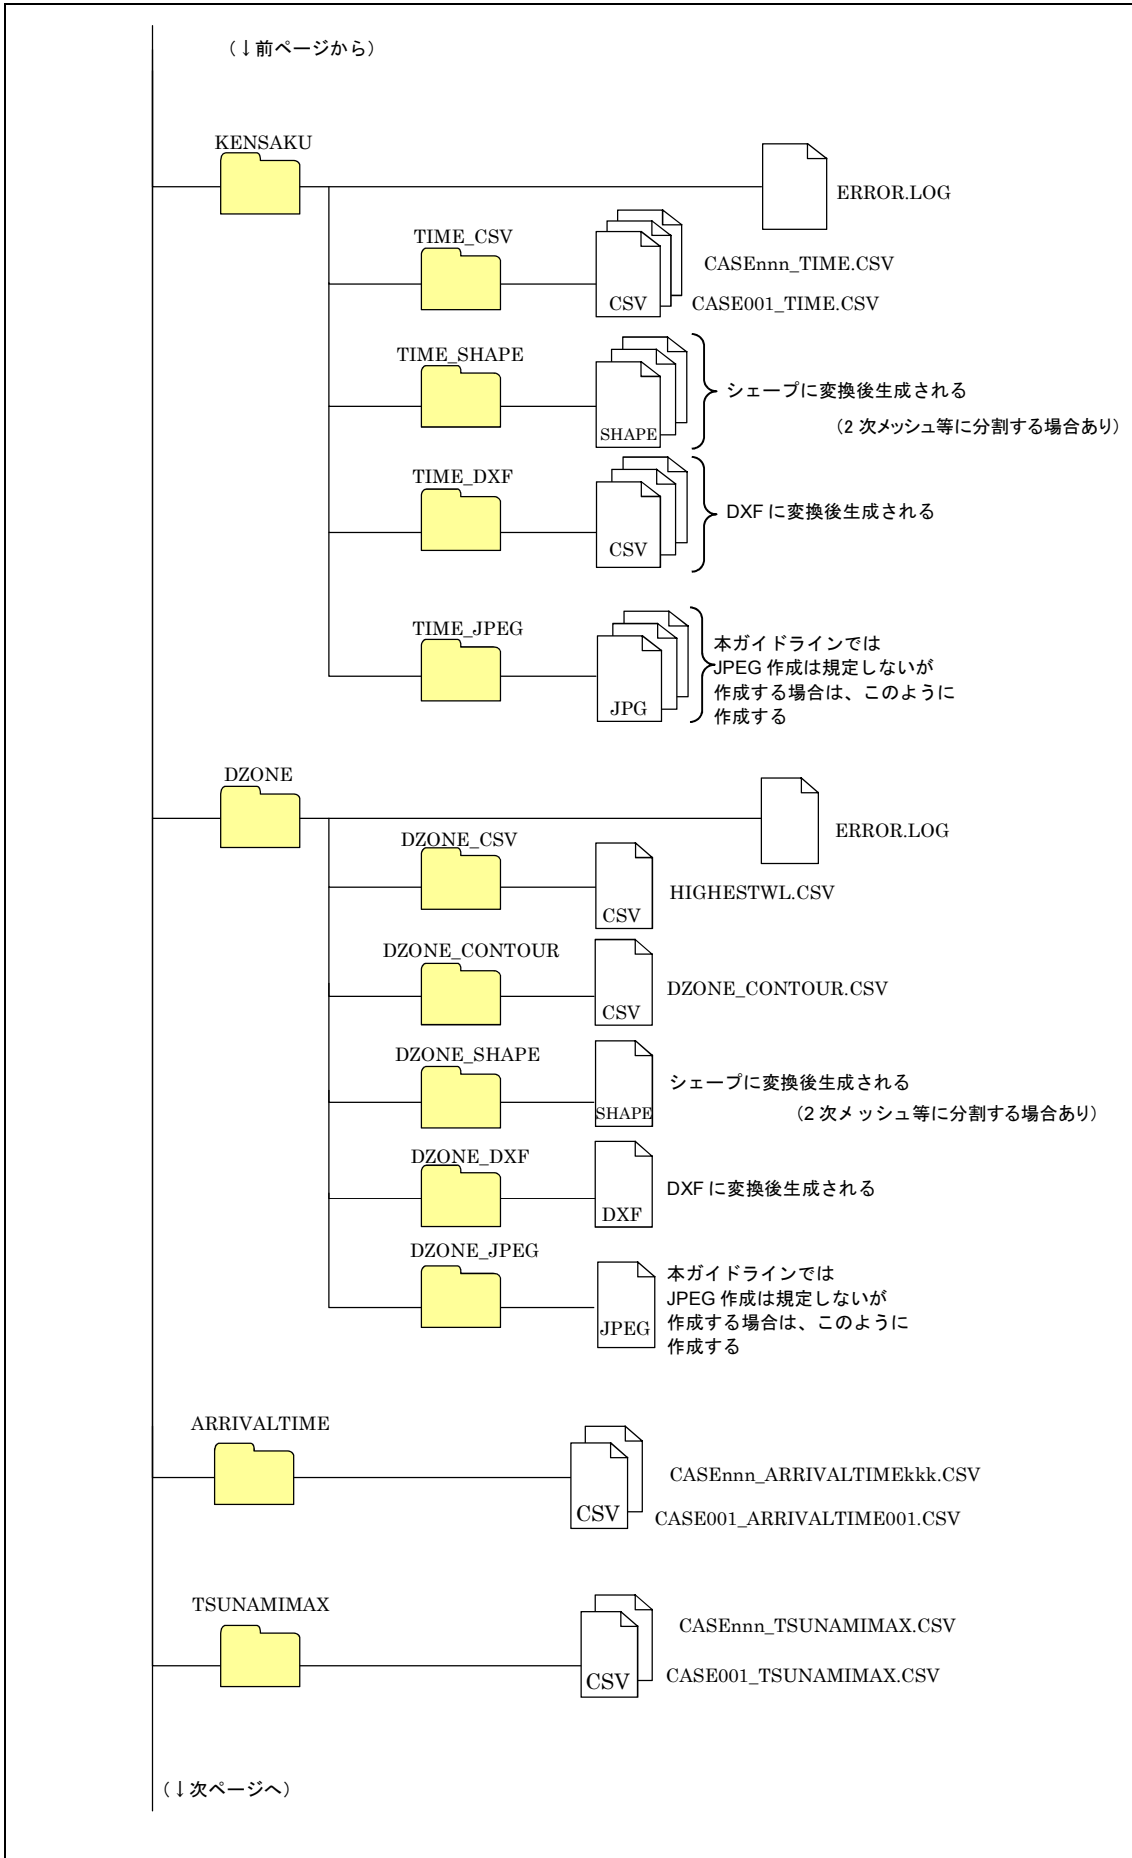 (↓前ページから)
KENSAKU
ERROR.LOG
TIME_CSV
CSV
CASEnnn_TIME.CSV
CASE001_TIME.CSV
TIME_SHAPE
SHAPE
シェープに変換後生成される
(2 次メッシュ等に分割する場合あり)
TIME_DXF
CSV
DXF に変換後生成される
TIME_JPEG
JPG
本ガイドラインでは
JPEG 作成は規定しないが
作成する場合は、このように
作成する
DZONE
ERROR.LOG
DZONE_CSV
CSV
HIGHESTWL.CSV
DZONE_CONTOUR
CSV
DZONE_CONTOUR.CSV
DZONE_SHAPE
SHAPE
シェープに変換後生成される
(2 次メッシュ等に分割する場合あり)
DZONE_DXF
DXF
DXF に変換後生成される
DZONE_JPEG
JPEG
本ガイドラインでは
JPEG 作成は規定しないが
作成する場合は、このように
作成する
ARRIVALTIME
CSV
CASEnnn_ARRIVALTIMEkkk.CSV
CASE001_ARRIVALTIME001.CSV
TSUNAMIMAX
CSV
CASEnnn_TSUNAMIMAX.CSV
CASE001_TSUNAMIMAX.CSV
(↓次ページへ)